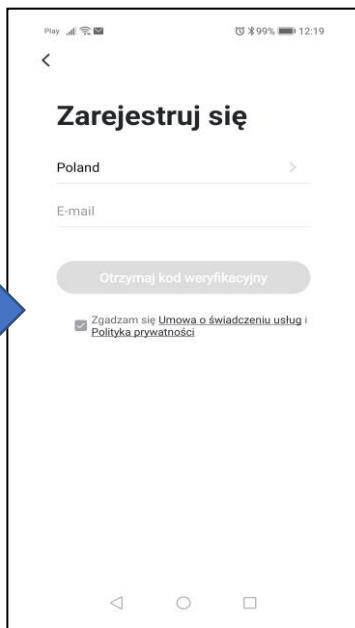 Play 99% 12:19
Zarejestruj się
Poland
E-mail
Otrzymaj kod weryfikacyjny
Zgadzam się Umowa o świadczeniu usług i
Polityka prywatności